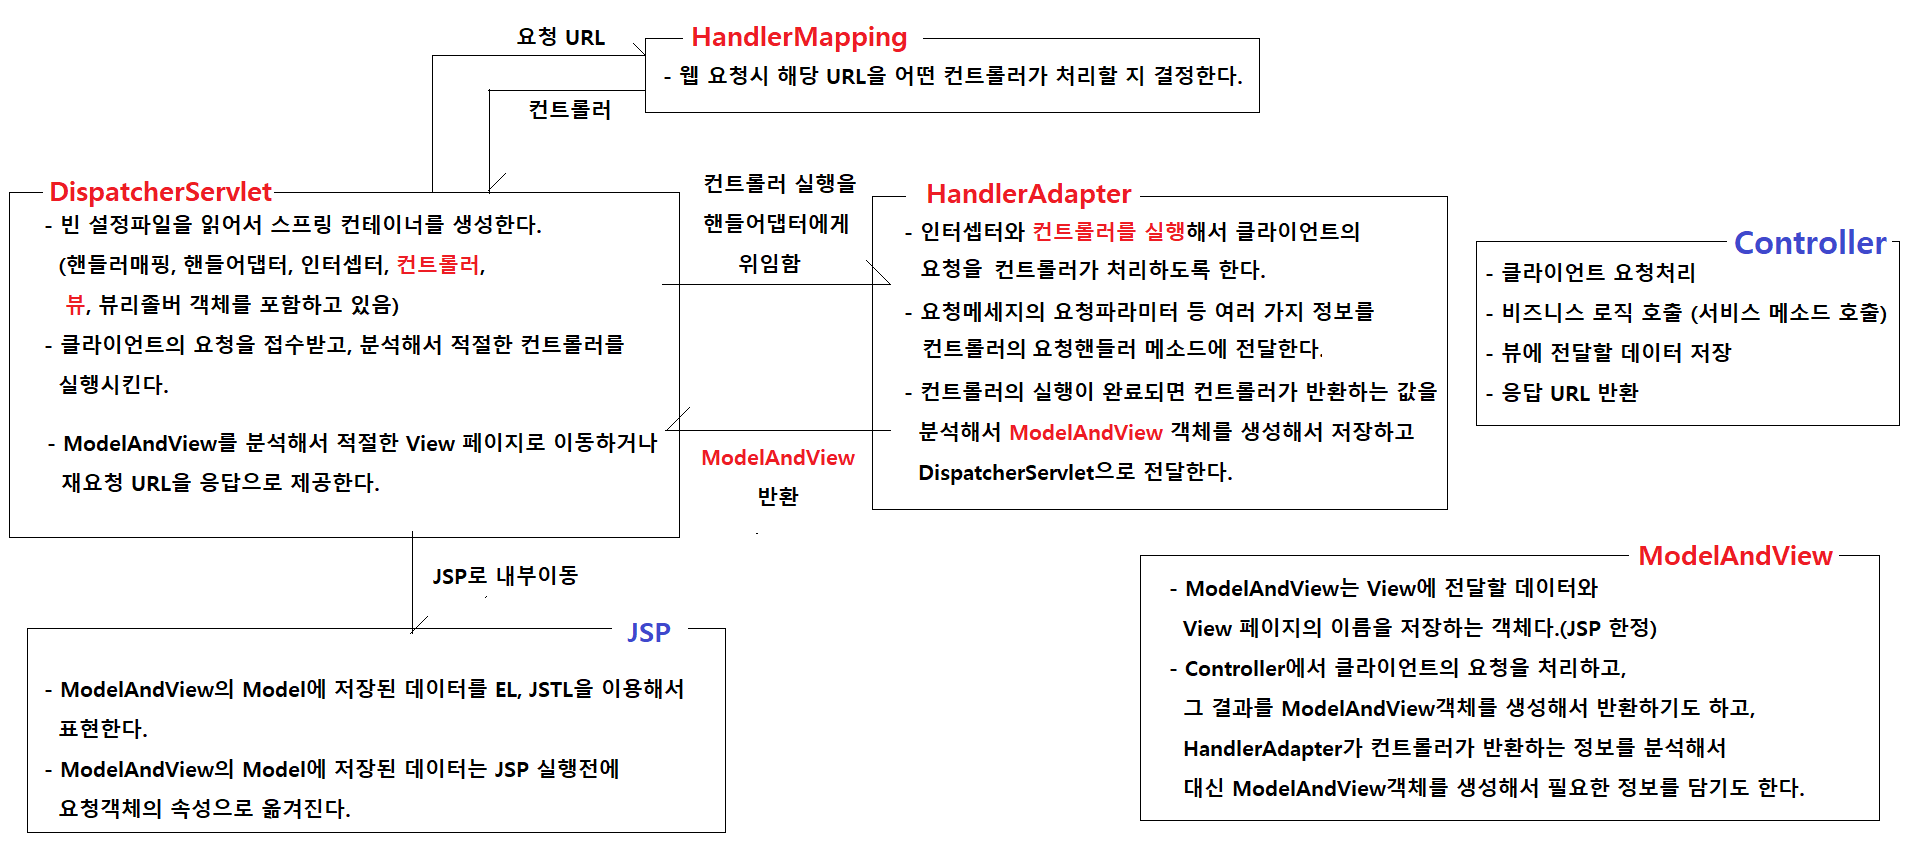 요청 URL
HandlerMapping
- 웹 요청시 해당 URL을 어떤 컨트롤러가 처리할 지 결정한다.
컨트롤러
DispatcherServlet
- 빈 설정파일을 읽어서 스프링 컨테이너를 생성한다.
(핸들러매핑, 핸들어댑터, 인터셉터, 컨트롤러,
뷰, 뷰리졸버 객체를 포함하고 있음)
- 클라이언트의 요청을 접수받고, 분석해서 적절한 컨트롤러를
실행시킨다.
- ModelAndView를 분석해서 적절한 View 페이지로 이동하거나
재요청 URL을 응답으로 제공한다.
컨트롤러 실행을
핸들어댑터에게
위임함
ModelAndView
반환
HandlerAdapter
- 인터셉터와 컨트롤러를 실행해서 클라이언트의
요청을 컨트롤러가 처리하도록 한다.
- 요청메세지의 요청파라미터 등 여러 가지 정보를
컨트롤러의 요청핸들러 메소드에 전달한다.
- 컨트롤러의 실행이 완료되면 컨트롤러가 반환하는 값을
분석해서 ModelAndView 객체를 생성해서 저장하고
DispatcherServlet으로 전달한다.
Controller
- 클라이언트 요청처리
- 비즈니스 로직 호출 (서비스 메소드 호출)
- 뷰에 전달할 데이터 저장
- 응답 URL 반환
JSP로 내부이동
JSP
- ModelAndView의 Model에 저장된 데이터를 EL, JSTL을 이용해서
표현한다.
- ModelAndView의 Model에 저장된 데이터는 JSP 실행전에
요청객체의 속성으로 옮겨진다.
ModelAndView
- ModelAndView는 View에 전달할 데이터와
View 페이지의 이름을 저장하는 객체다.(JSP 한정)
- Controller에서 클라이언트의 요청을 처리하고,
그 결과를 ModelAndView객체를 생성해서 반환하기도 하고,
HandlerAdapter가 컨트롤러가 반환하는 정보를 분석해서
대신 ModelAndView객체를 생성해서 필요한 정보를 담기도 한다.